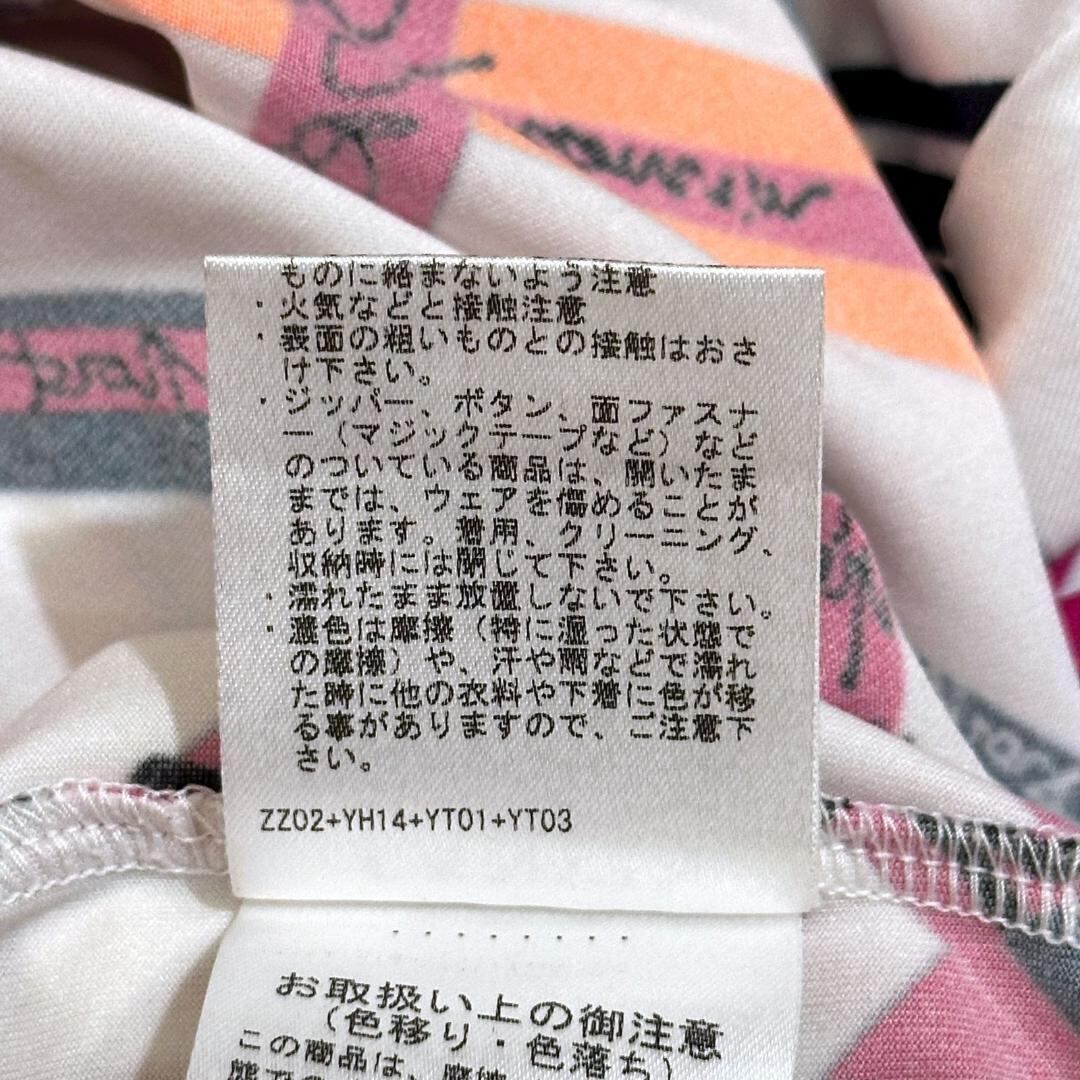 ものに絡まないよう注意
・火気などと接触注意
・表面の粗いものとの接触はおさ
け下さい。
・ジッパー、ボタン、面ファスナ
ー（マジックテープなど）など
のついている商品は、開いたま
までは、ウェアを傷めることが
あります。着用、クリーニング、
収納時には閉じて下さい。
・濡れたまま放置しないで下さい。
・濃色は摩擦（特に湿った状態で
の摩擦）や、汗や雨などで濡れ
た時に他の衣料や下着に色が移
る事がありますので、ご注意下
さい。
ZZ02+YH14+YT01+YT03
お取扱い上の御注意
（色移り・色落ち）
この商品は、摩擦